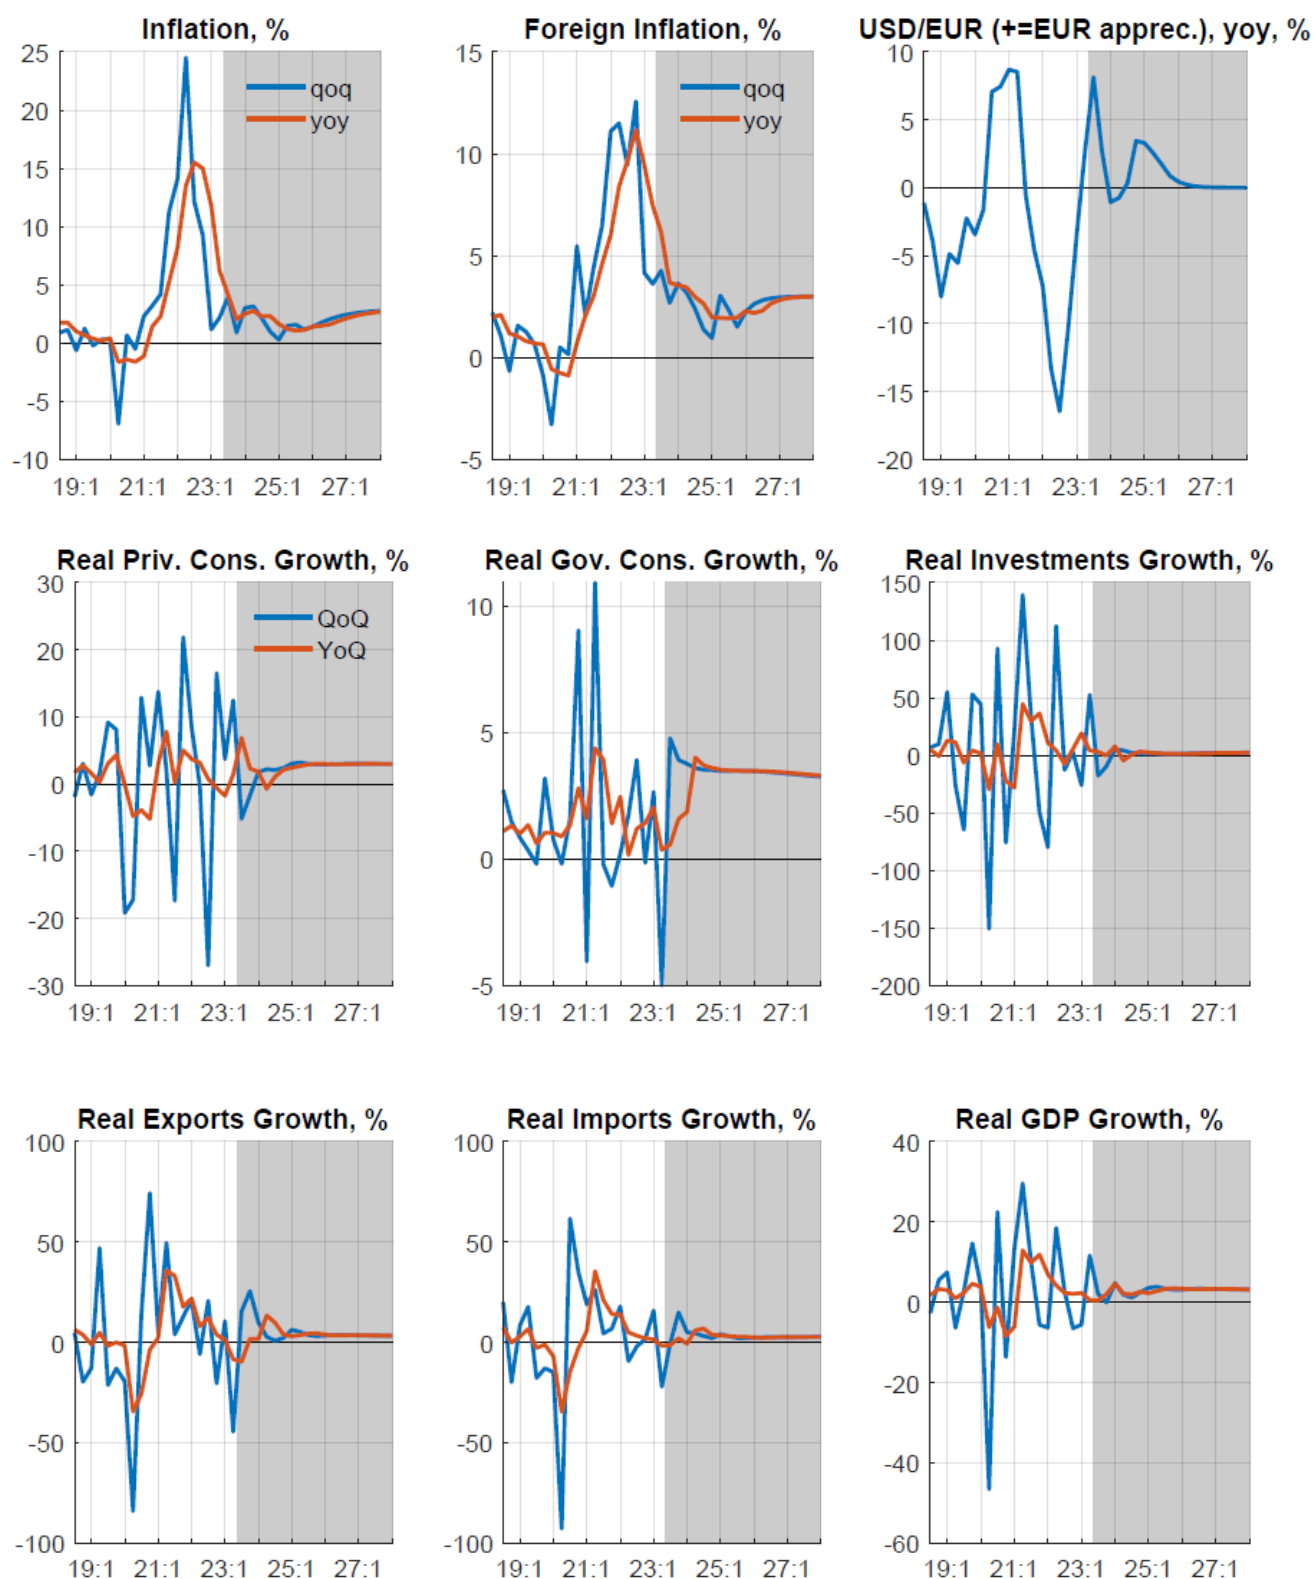 Inflation, %
25
20
15
10
5
0
-5
-10
qoq
yoy
19:1 21:1 23:1 25:1 27:1
Foreign Inflation, %
15
10
5
0
-5
qoq
yoy
19:1 21:1 23:1 25:1 27:1
USD/EUR (+=EUR apprec.), yoy, %
10
5
0
-5
-10
-15
-20
19:1 21:1 23:1 25:1 27:1
Real Priv. Cons. Growth, %
30
20
10
0
-10
-20
-30
QoQ
YoQ
19:1 21:1 23:1 25:1 27:1
Real Gov. Cons. Growth, %
10
5
0
-5
19:1 21:1 23:1 25:1 27:1
Real Investments Growth, %
150
100
50
0
-50
-100
-150
-200
19:1 21:1 23:1 25:1 27:1
Real Exports Growth, %
100
50
0
-50
-100
19:1 21:1 23:1 25:1 27:1
Real Imports Growth, %
100
50
0
-50
-100
19:1 21:1 23:1 25:1 27:1
Real GDP Growth, %
40
20
0
-20
-40
-60
19:1 21:1 23:1 25:1 27:1